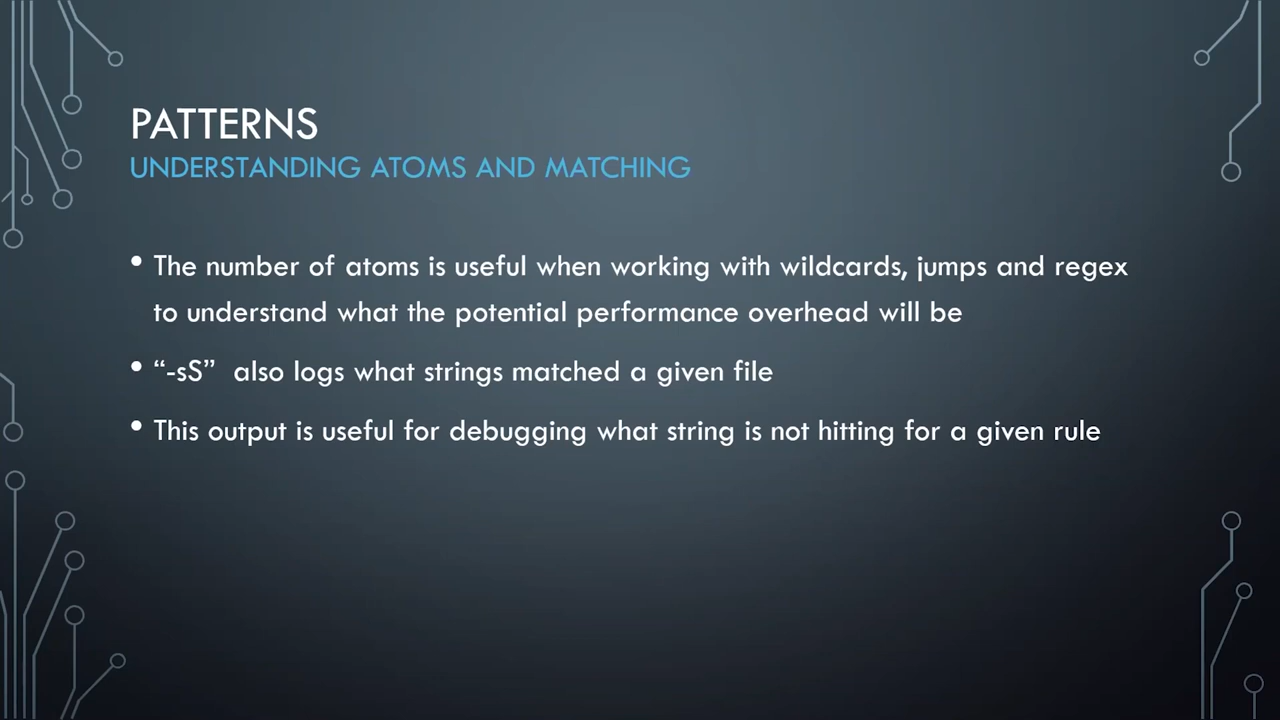 PATTERNS
UNDERSTANDING ATOMS AND MATCHING
• The number of atoms is useful when working with wildcards, jumps and regex
to understand what the potential performance overhead will be
• “-sS”  also logs what strings matched a given file
• This output is useful for debugging what string is not hitting for a given rule